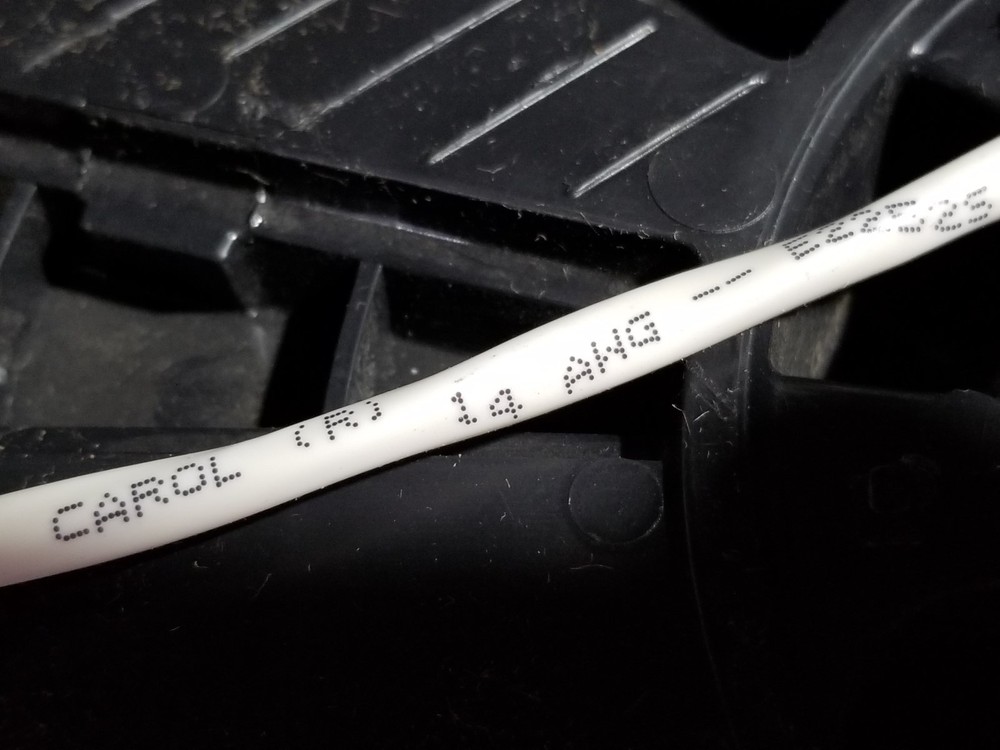 CAROL (R) 14 AWG --